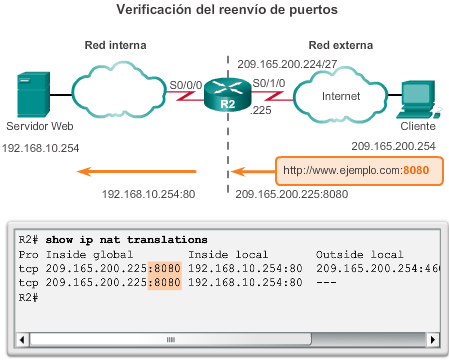 Verificación del reenvío de puertos
Red interna
Red externa
209.165.200.224/27
S0/0/0
S0/1/0
R2
.225
Internet
Servidor Web
Cliente
192.168.10.254
209.165.200.254
http://www.ejemplo.com:8080
192.168.10.254:80
209.165.200.225:8080
R2# show ip nat translations
Pro Inside global Inside local Outside local
tcp 209.165.200.225:8080 192.168.10.254:80 209.165.200.254:46
tcp 209.165.200.225:8080 192.168.10.254:80 ---
R2#